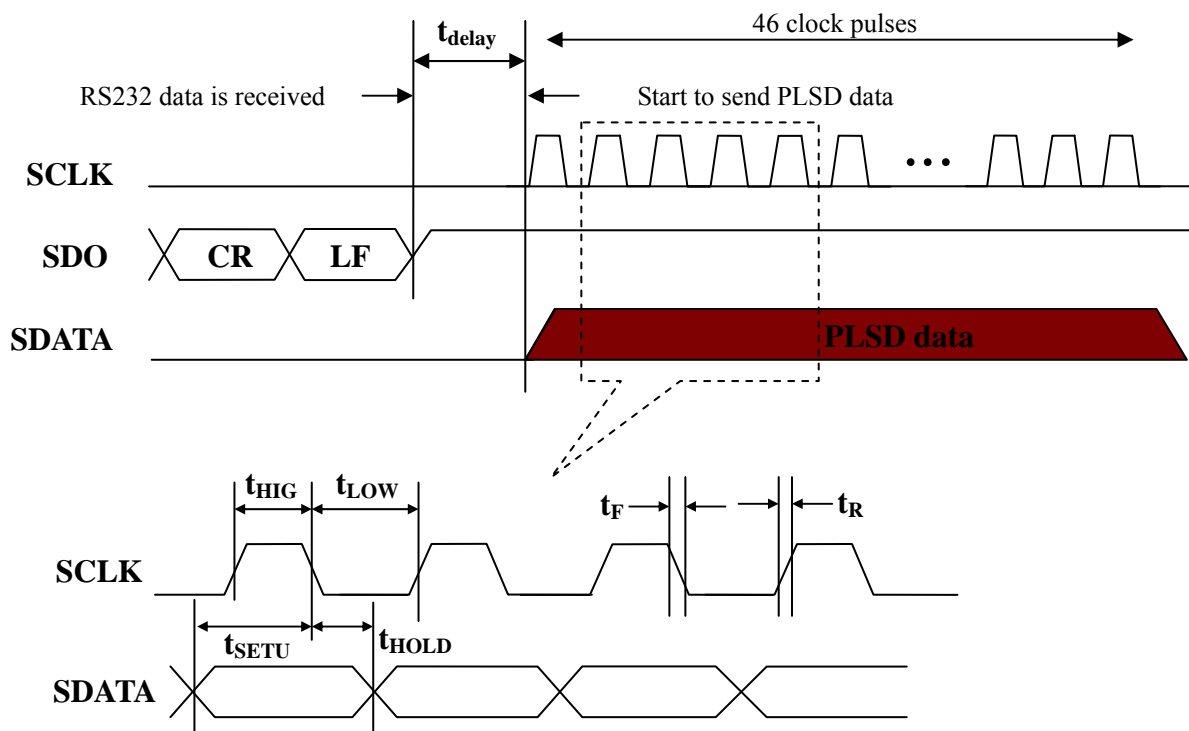 46 clock pulses
tdelay
RS232 data is received
Start to send PLSD data
SCLK
...
SDO
CR
LF
SDATA
PLSD data
tHIG
tLOW
tF
tR
SCLK
tSETU
tHOLD
SDATA